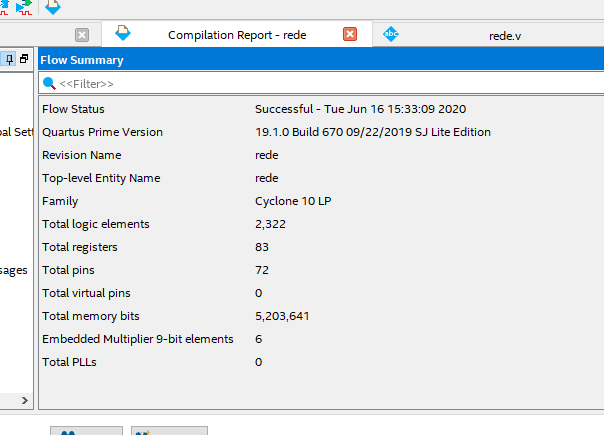 Compilation Report - rede
abc
rede.v
Flow Summary
<<Filter>>
Flow Status Successful - Tue Jun 16 15:33:09 2020
bal Sett Quartus Prime Version 19.1.0 Build 670 09/22/2019 SJ Lite Edition
Revision Name rede
Top-level Entity Name rede
Family Cyclone 10 LP
Total logic elements 2,322
Total registers 83
sages Total pins 72
Total virtual pins 0
Total memory bits 5,203,641
Embedded Multiplier 9-bit elements 6
Total PLLs 0